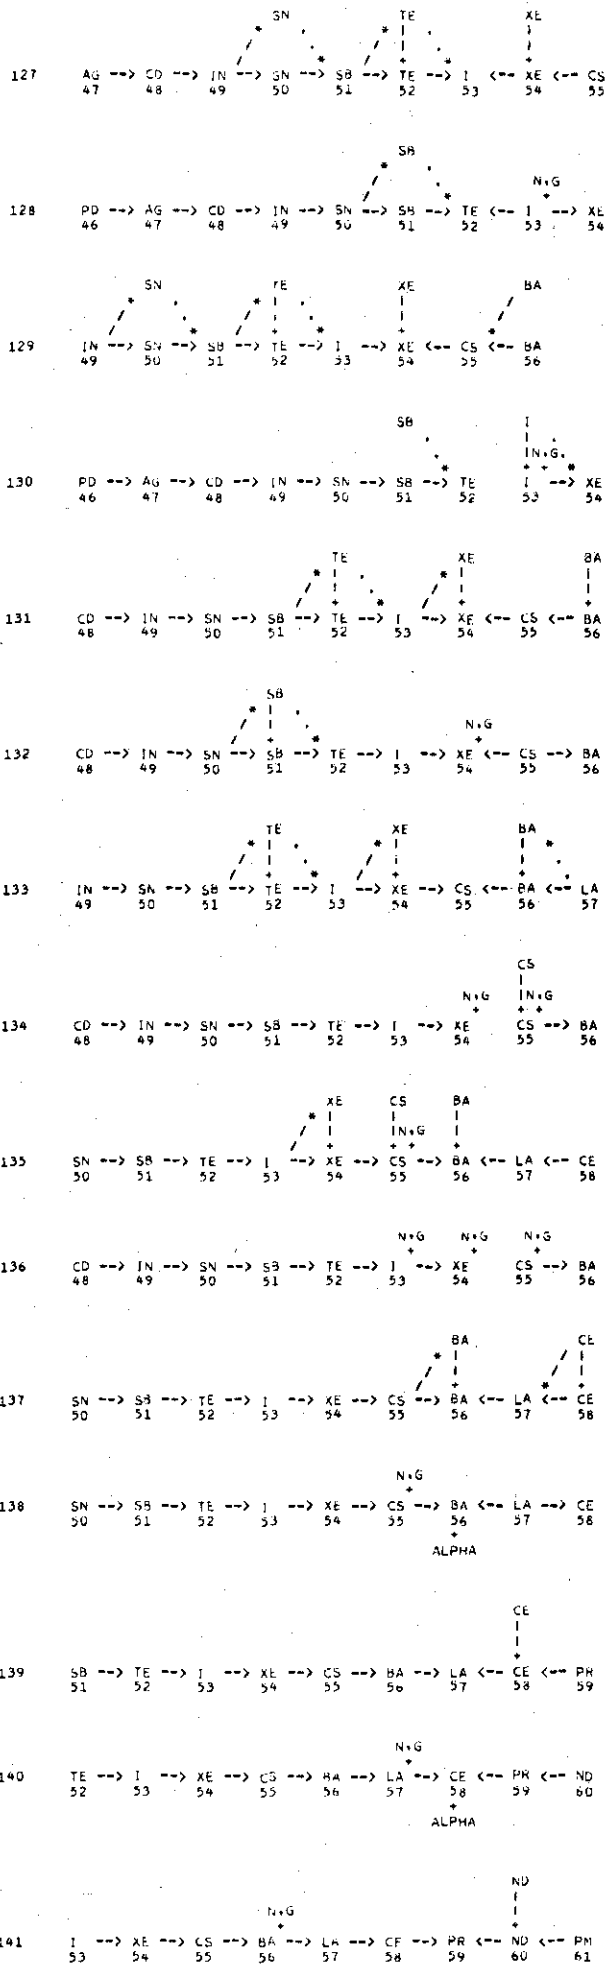 SN TE XE
127 AG --> CD --> IN --> SN --> SB --> TE --> I <-- XE <-- CS
47 48 49 50 51 52 53 54 55
SB
N,G
128 PD --> AG --> CD --> IN --> SN --> SB --> TE <-- I --> XE
46 47 48 49 50 51 52 53 54
SN TE XE BA
129 IN --> SN --> SB --> TE --> I --> XE <-- CS <-- BA
49 50 51 52 53 54 55 56
SB I
N,G
130 PD --> AG --> CD --> IN --> SN --> SB --> TE I --> XE
46 47 48 49 50 51 52 53 54
TE XE BA
131 CD --> IN --> SN --> SB --> TE --> I --> XE <-- CS <-- BA
48 49 50 51 52 53 54 55 56
SB
N,G
132 CD --> IN --> SN --> SB --> TE --> I --> XE <-- CS --> BA
48 49 50 51 52 53 54 55 56
TE XE BA
133 IN --> SN --> SB --> TE --> I --> XE --> CS <-- BA <-- LA
49 50 51 52 53 54 55 56 57
CS
N,G N,G
134 CD --> IN --> SN --> SB --> TE --> I --> XE CS --> BA
48 49 50 51 52 53 54 55 56
XE CS BA
N,G
135 SN --> SB --> TE --> I --> XE --> CS --> BA <-- LA <-- CE
50 51 52 53 54 55 56 57 58
N,G N,G N,G
136 CD --> IN --> SN --> SB --> TE --> I --> XE CS --> BA
48 49 50 51 52 53 54 55 56
BA CE
137 SN --> SB --> TE --> I --> XE --> CS --> BA <-- LA <-- CE
50 51 52 53 54 55 56 57 58
N,G
138 SN --> SB --> TE --> I --> XE --> CS --> BA <-- LA --> CE
50 51 52 53 54 55 56 57 58
ALPHA
CE
139 SB --> TE --> I --> XE --> CS --> BA --> LA <-- CE <-- PR
51 52 53 54 55 56 57 58 59
N,G
140 TE --> I --> XE --> CS --> BA --> LA --> CE <-- PR <-- ND
52 53 54 55 56 57 58 59 60
ALPHA
ND
N,G
141 I --> XE --> CS --> BA --> LA --> CE --> PR <-- ND <-- PM
53 54 55 56 57 58 59 60 61